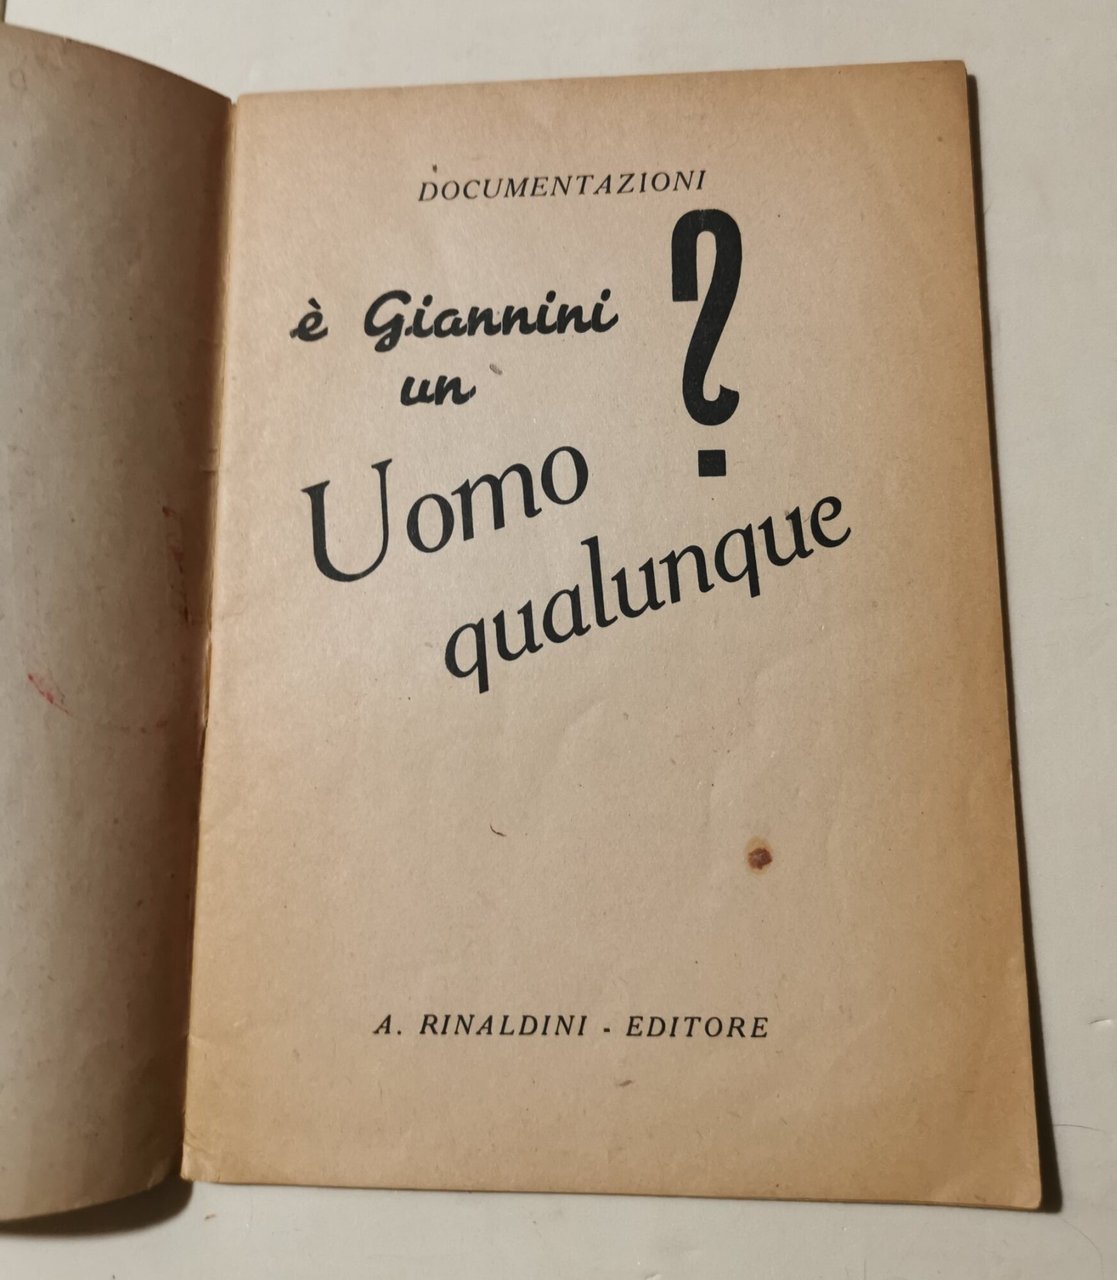 DOCUMENTAZIONI
è Giannini
un
Uomo ?
qualunque
A. RINALDINI - EDITORE